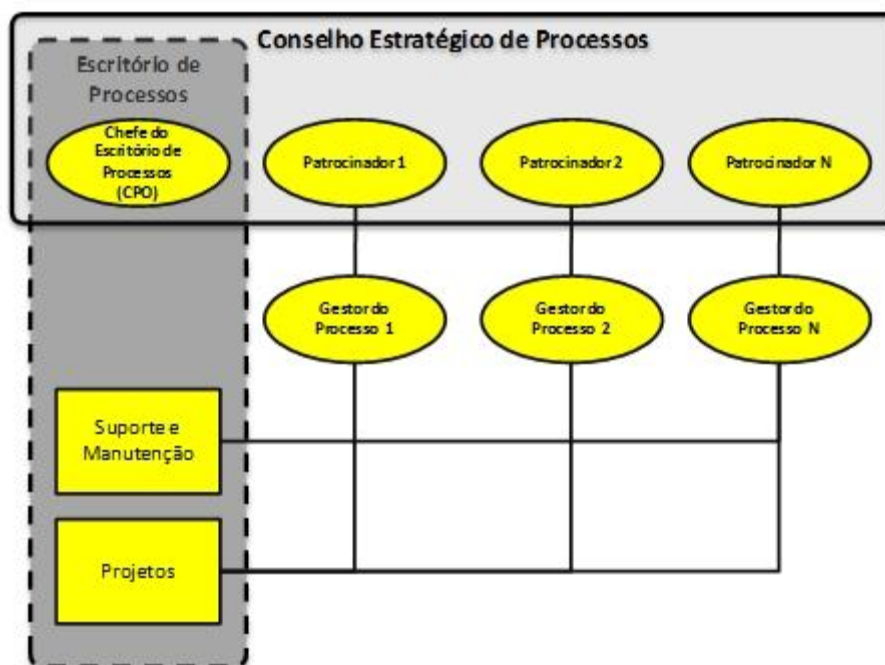 Conselho Estratégico de Processos
Escritório de
Processos
Chefe do
Escritório de
Processos
(CPO)
Patrocinador 1
Patrocinador 2
Patrocinador N
Gestor do
Processo 1
Gestor do
Processo 2
Gestor do
Processo N
Suporte e
Manutenção
Projetos